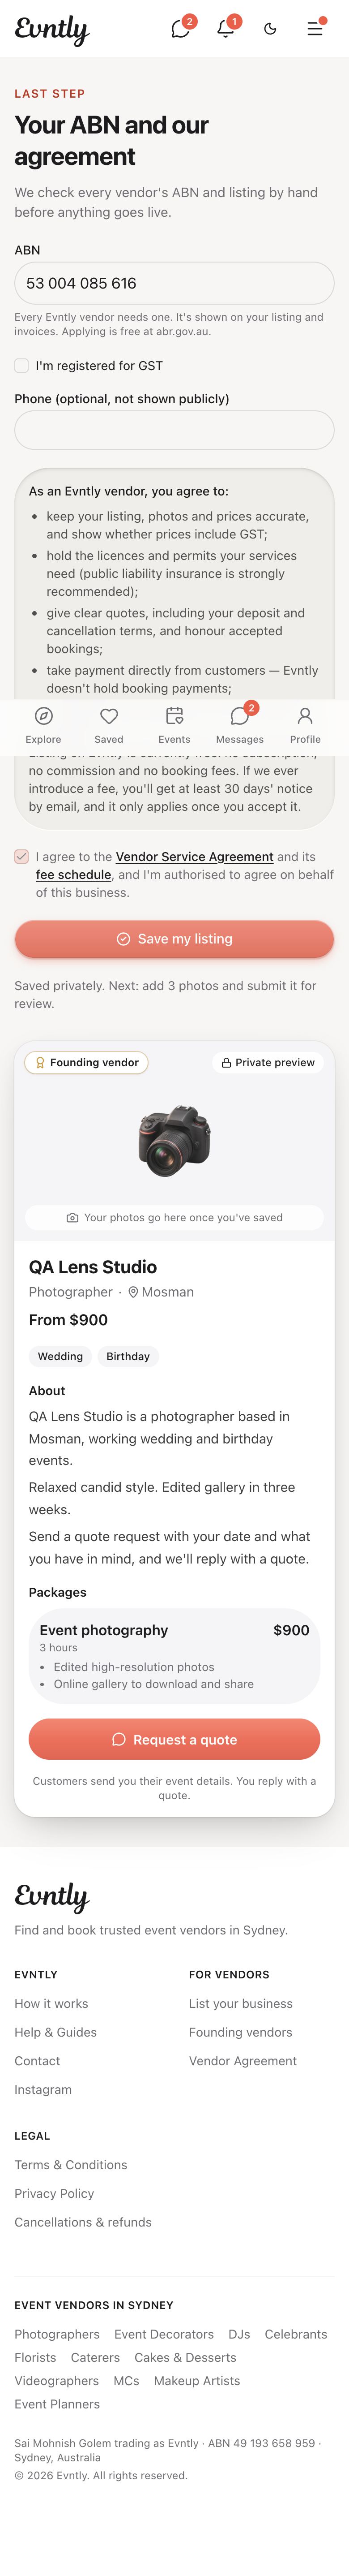 Evntly
2
1
LAST STEP
Your ABN and our
agreement
We check every vendor's ABN and listing by hand
before anything goes live.
ABN
53 004 085 616
Every Evntly vendor needs one. It's shown on your listing and
invoices. Applying is free at abr.gov.au.
I'm registered for GST
Phone (optional, not shown publicly)
As an Evntly vendor, you agree to:
• keep your listing, photos and prices accurate,
and show whether prices include GST;
• hold the licences and permits your services
need (public liability insurance is strongly
recommended);
• give clear quotes, including your deposit and
cancellation terms, and honour accepted
bookings;
• take payment directly from customers — Evntly
doesn't hold booking payments;
2
Explore
Saved
Events
Messages
Profile
no commission and no booking fees. If we ever
introduce a fee, you'll get at least 30 days' notice
by email, and it only applies once you accept it.
I agree to the Vendor Service Agreement and its
fee schedule, and I'm authorised to agree on behalf
of this business.
Save my listing
Saved privately. Next: add 3 photos and submit it for
review.
Founding vendor
Private preview
Your photos go here once you've saved
QA Lens Studio
Photographer · Mosman
From $900
Wedding
Birthday
About
QA Lens Studio is a photographer based in
Mosman, working wedding and birthday
events.
Relaxed candid style. Edited gallery in three
weeks.
Send a quote request with your date and what
you have in mind, and we'll reply with a quote.
Packages
Event photography $900
3 hours
• Edited high-resolution photos
• Online gallery to download and share
Request a quote
Customers send you their event details. You reply with a
quote.
Evntly
Find and book trusted event vendors in Sydney.
EVNTLY
How it works
Help & Guides
Contact
Instagram
FOR VENDORS
List your business
Founding vendors
Vendor Agreement
LEGAL
Terms & Conditions
Privacy Policy
Cancellations & refunds
EVENT VENDORS IN SYDNEY
Photographers Event Decorators DJs Celebrants
Florists Caterers Cakes & Desserts
Videographers MCs Makeup Artists
Event Planners
Sai Mohnish Golem trading as Evntly · ABN 49 193 658 959 ·
Sydney, Australia
© 2026 Evntly. All rights reserved.